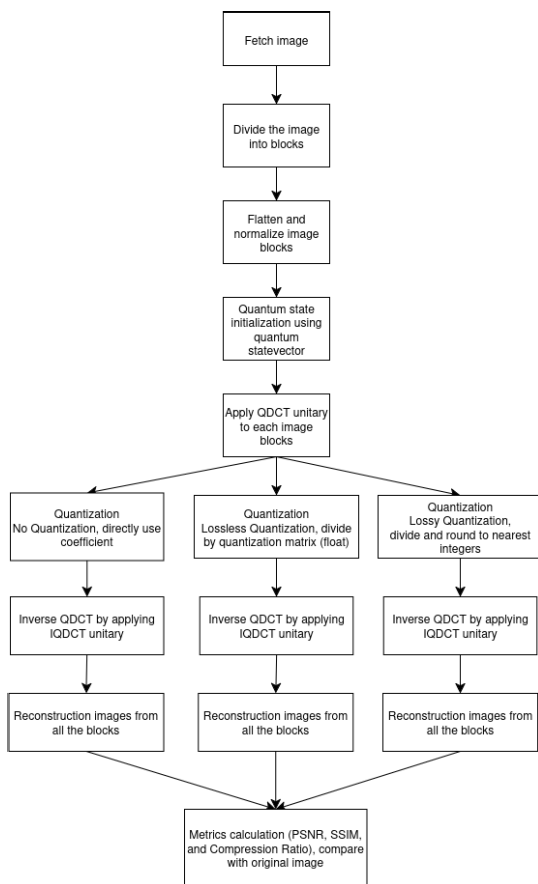 Fetch image
Divide the image
into blocks
Flatten and
normalize image
blocks
Quantum state
initialization using
quantum
statevector
Apply QDCT unitary
to each image
blocks
Quantization
No Quantization, directly use
coefficient
Quantization
Lossless Quantization, divide
by quantization matrix (float)
Quantization
Lossy Quantization,
divide and round to nearest
integers
Inverse QDCT by applying
IQDCT unitary
Inverse QDCT by applying
IQDCT unitary
Inverse QDCT by applying
IQDCT unitary
Reconstruction images from
all the blocks
Reconstruction images from
all the blocks
Reconstruction images from
all the blocks
Metrics calculation (PSNR, SSIM,
and Compression Ratio), compare
with original image